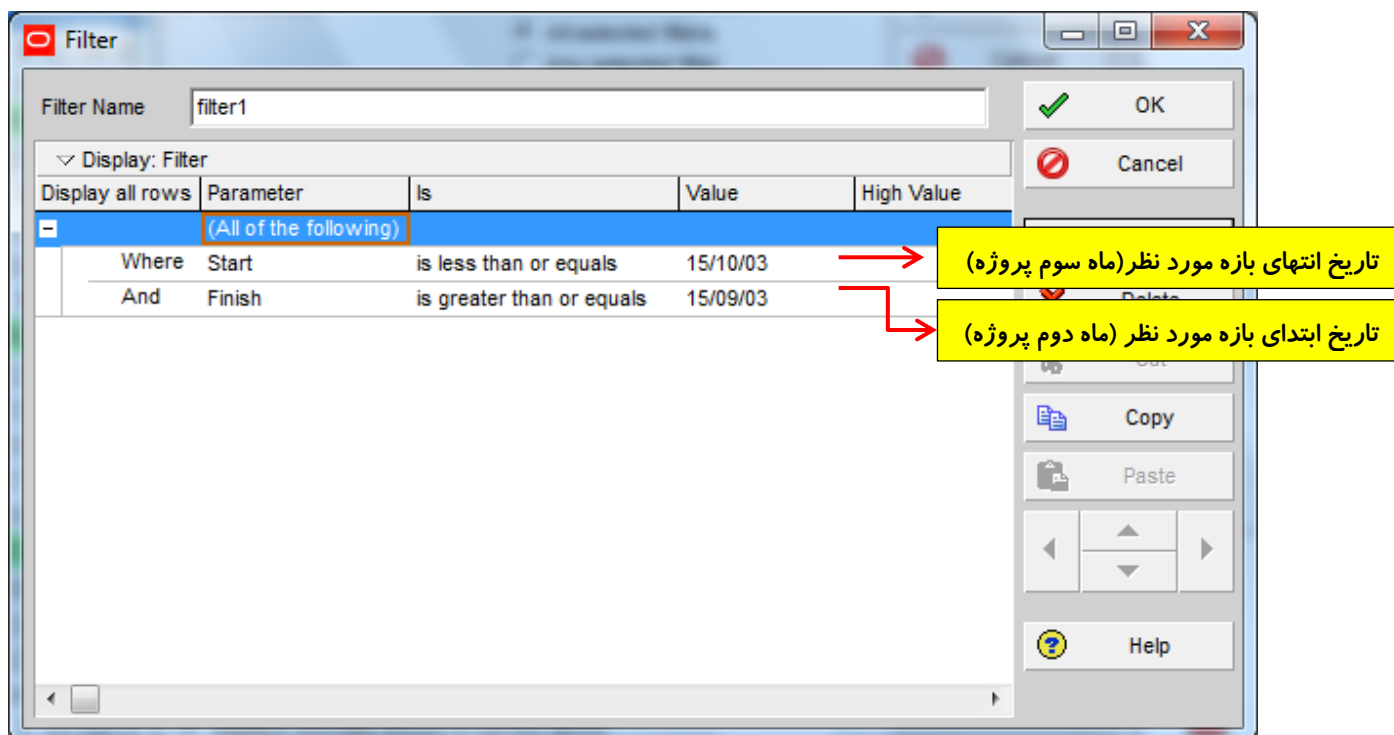 Filter
Filter Name filter1
OK
Display: Filter
Cancel
Display all rows Parameter Is Value High Value
(All of the following)
Where Start is less than or equals 15/10/03
تاریخ انتهای بازه مورد نظر(ماه سوم پروژه)
And Finish is greater than or equals 15/09/03
Delete
تاریخ ابتدای بازه مورد نظر (ماه دوم پروژه)
Cut
Copy
Paste
Help